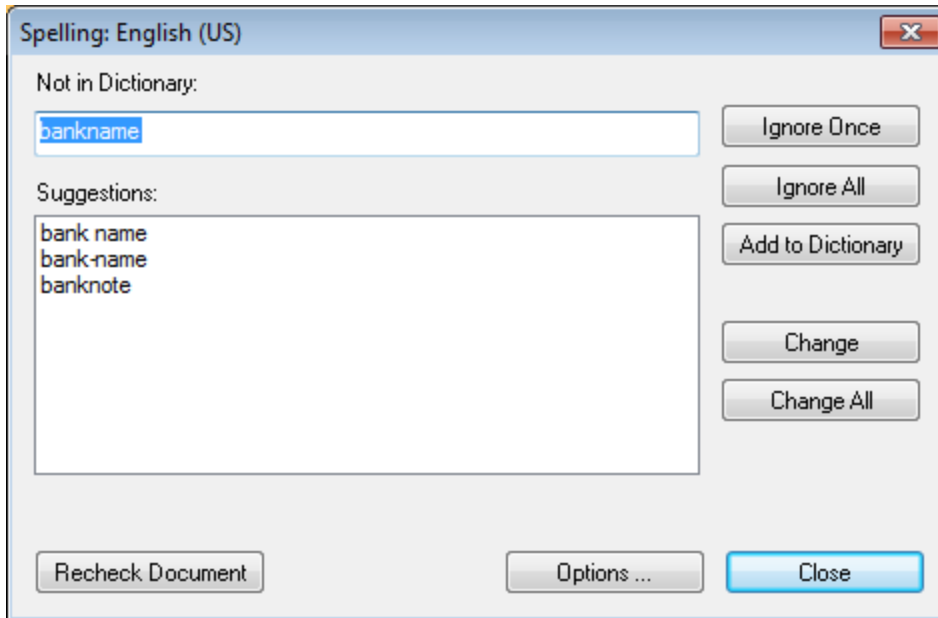 Spelling: English (US)
Not in Dictionary:
bankname
Ignore Once
Ignore All
Suggestions:
bank name
bank-name
banknote
Add to Dictionary
Change
Change All
Recheck Document
Options ...
Close